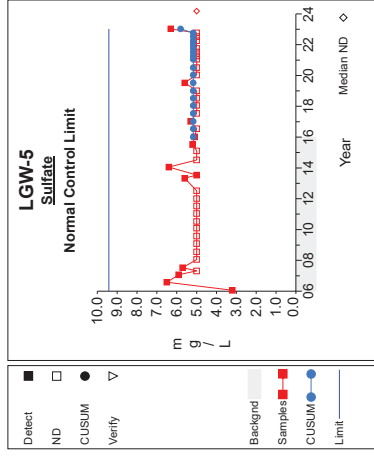 LGW-5
Sulfate
Normal Control Limit
10.0
9.0
8.0
7.0
6.0
5.0
4.0
3.0
2.0
1.0
0.0
m
g /
L
06
08
10
12
14
16
18
20
22
24
Year
Median ND
Detect
ND
CUSUM
Verify
Backgnd
Samples
CUSUM
Limit